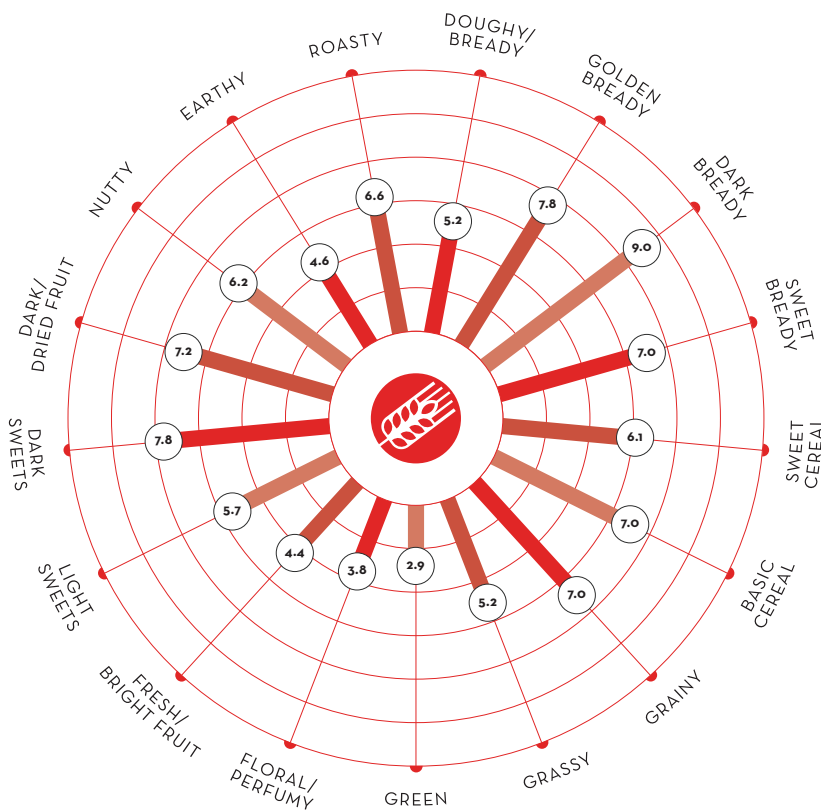 ROASTY
6.6
DOUGHY/
BREADY
5.2
GOLDEN
BREADY
7.8
DARK
BREADY
9.0
SWEET
BREADY
7.0
SWEET
CEREAL
6.1
BASIC
CEREAL
7.0
GRAINY
7.0
GRASSY
5.2
GREEN
2.9
FLORAL/
PERFUMY
3.8
FRESH/
BRIGHT FRUIT
4.4
LIGHT
SWEETS
5.7
DARK
SWEETS
7.8
DARK/
DRIED FRUIT
7.2
NUTTY
6.2
EARTHY
4.6